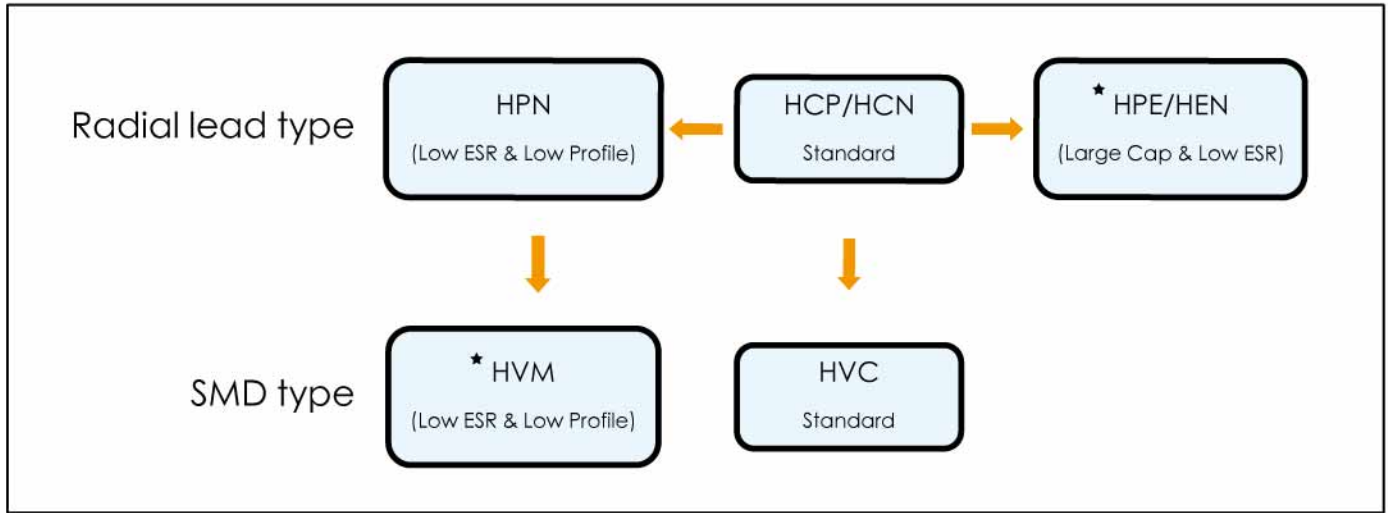 Radial lead type
HPN
(Low ESR & Low Profile)
HCP/HCN
Standard
★ HPE/HEN
(Large Cap & Low ESR)
SMD type
★ HVM
(Low ESR & Low Profile)
HVC
Standard